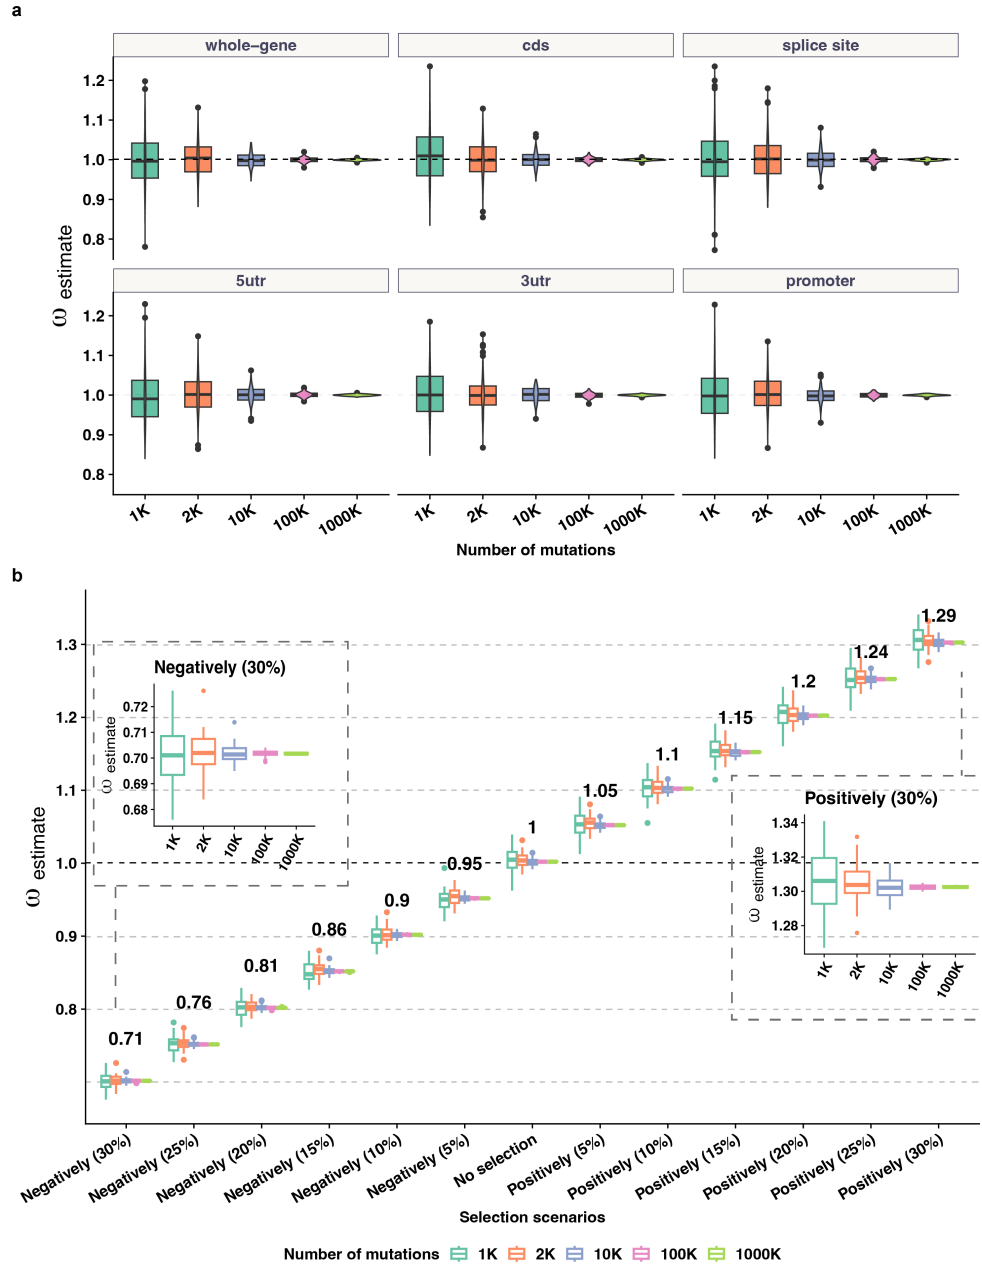 a
whole–gene cds splice site
1.2
1.1
1.0
0.9
0.8
ω estimate
5utr 3utr promoter
1.2
1.1
1.0
0.9
0.8
1K 2K 10K 100K 1000K 1K 2K 10K 100K 1000K 1K 2K 10K 100K 1000K
Number of mutations
b
1.3
1.2
1.1
1.0
0.9
0.8
ω estimate
Negatively (30%)
0.72
0.71
0.70
0.69
0.68
ω estimate
1K 2K 10K 100K 1000K
0.71
0.76
0.81
0.86
0.9
0.95
1
1.05
1.1
1.15
1.2
1.24
1.29
Positively (30%)
1.34
1.32
1.30
1.28
ω estimate
1K 2K 10K 100K 1000K
Negatively (30%) Negatively (25%) Negatively (20%) Negatively (15%) Negatively (10%) Negatively (5%) No selection Positively (5%) Positively (10%) Positively (15%) Positively (20%) Positively (25%) Positively (30%)
Selection scenarios
Number of mutations 1K 2K 10K 100K 1000K